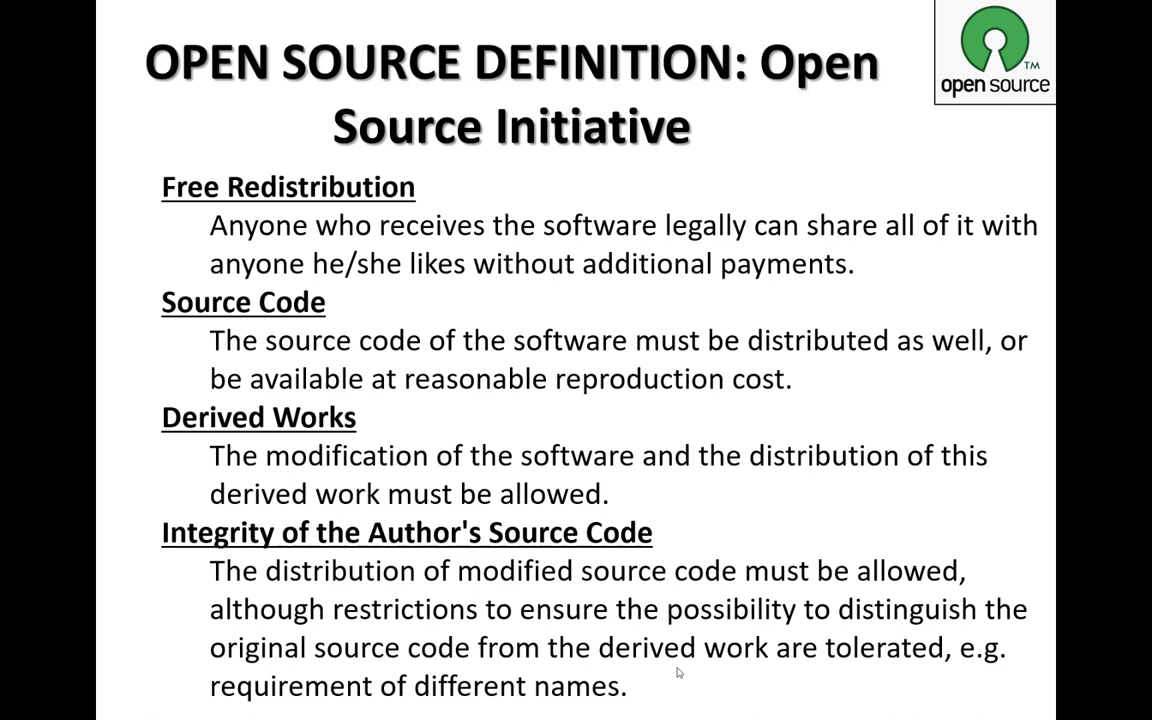 OPEN SOURCE DEFINITION: Open
Source Initiative
TM
open source
Free Redistribution
Anyone who receives the software legally can share all of it with
anyone he/she likes without additional payments.
Source Code
The source code of the software must be distributed as well, or
be available at reasonable reproduction cost.
Derived Works
The modification of the software and the distribution of this
derived work must be allowed.
Integrity of the Author's Source Code
The distribution of modified source code must be allowed,
although restrictions to ensure the possibility to distinguish the
original source code from the derived work are tolerated, e.g.
requirement of different names.